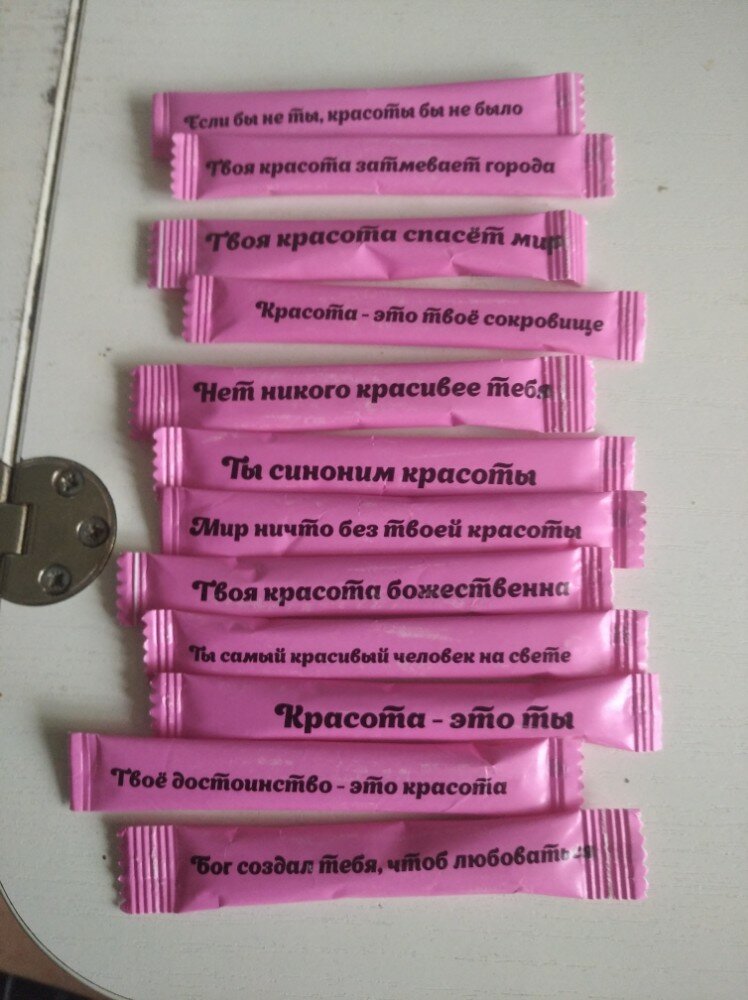 Если бы не ты, красоты бы не было
Твоя красота затмевает города
Твоя красота спасёт мир
Красота - это твоё сокровище
Нет никого красивее тебя
Ты синоним красоты
Мир ничто без твоей красоты
Твоя красота божественна
Ты самый красивый человек на свете
Красота - это ты
Твоё достоинство - это красота
Бог создал тебя, чтоб любоваться